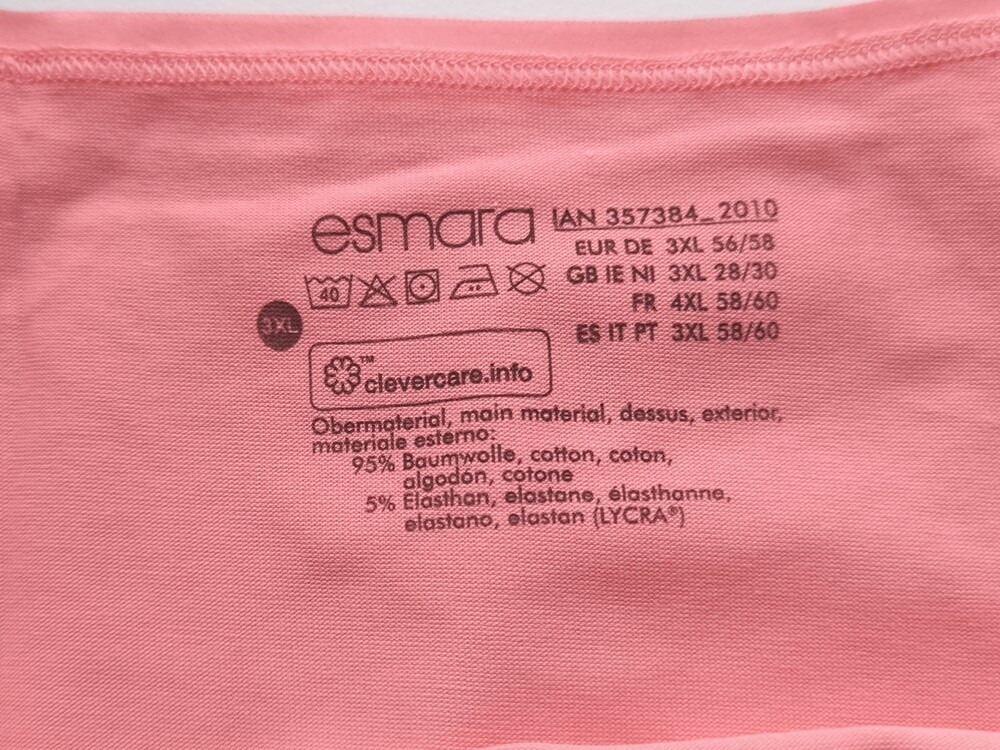 esmara
IAN 357384_2010
EUR DE 3XL 56/58
GB IE NI 3XL 28/30
FR 4XL 58/60
ES IT PT 3XL 58/60
40
3XL
™
clevercare.info
Obermaterial, main material, dessus, exterior,
materiale esterno:
95% Baumwolle, cotton, coton,
algodón, cotone
5% Elasthan, elastane, élasthanne,
elastano, elastan (LYCRA®)